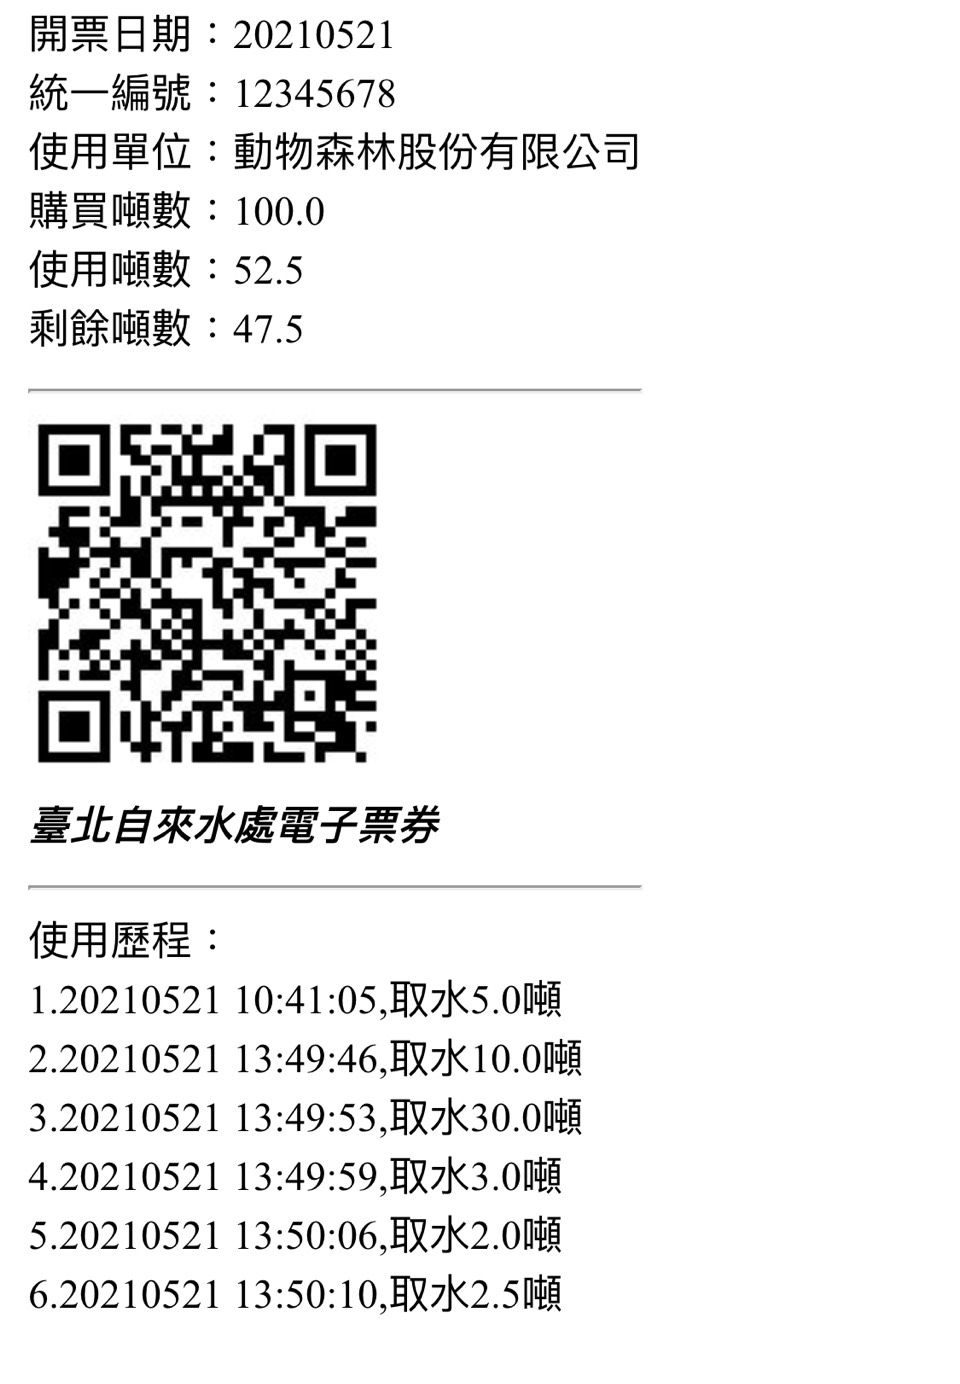 開票日期：20210521
統一編號：12345678
使用單位：動物森林股份有限公司
購買噸數：100.0
使用噸數：52.5
剩餘噸數：47.5
臺北自來水處電子票券
使用歷程：
1.20210521 10:41:05,取水5.0噸
2.20210521 13:49:46,取水10.0噸
3.20210521 13:49:53,取水30.0噸
4.20210521 13:49:59,取水3.0噸
5.20210521 13:50:06,取水2.0噸
6.20210521 13:50:10,取水2.5噸